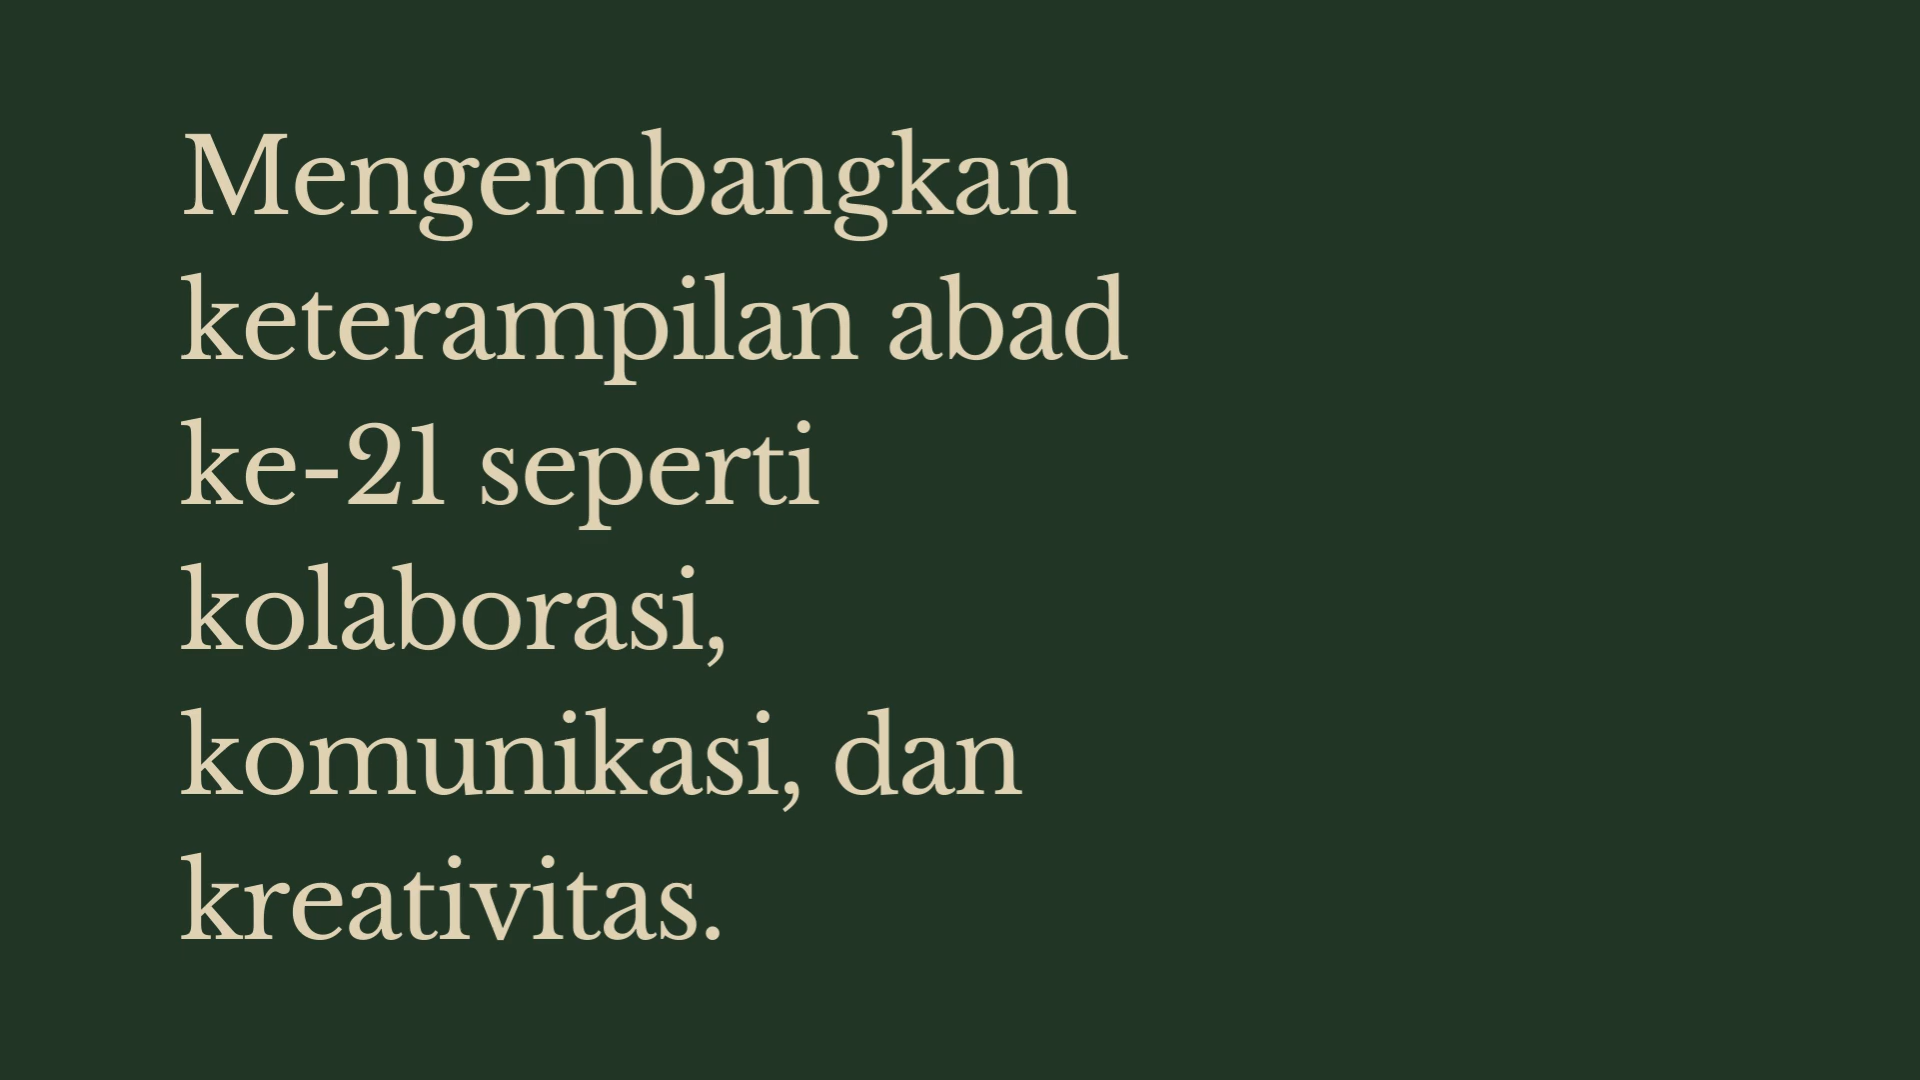 Mengembangkan
keterampilan abad
ke-21 seperti
kolaborasi,
komunikasi, dan
kreativitas.